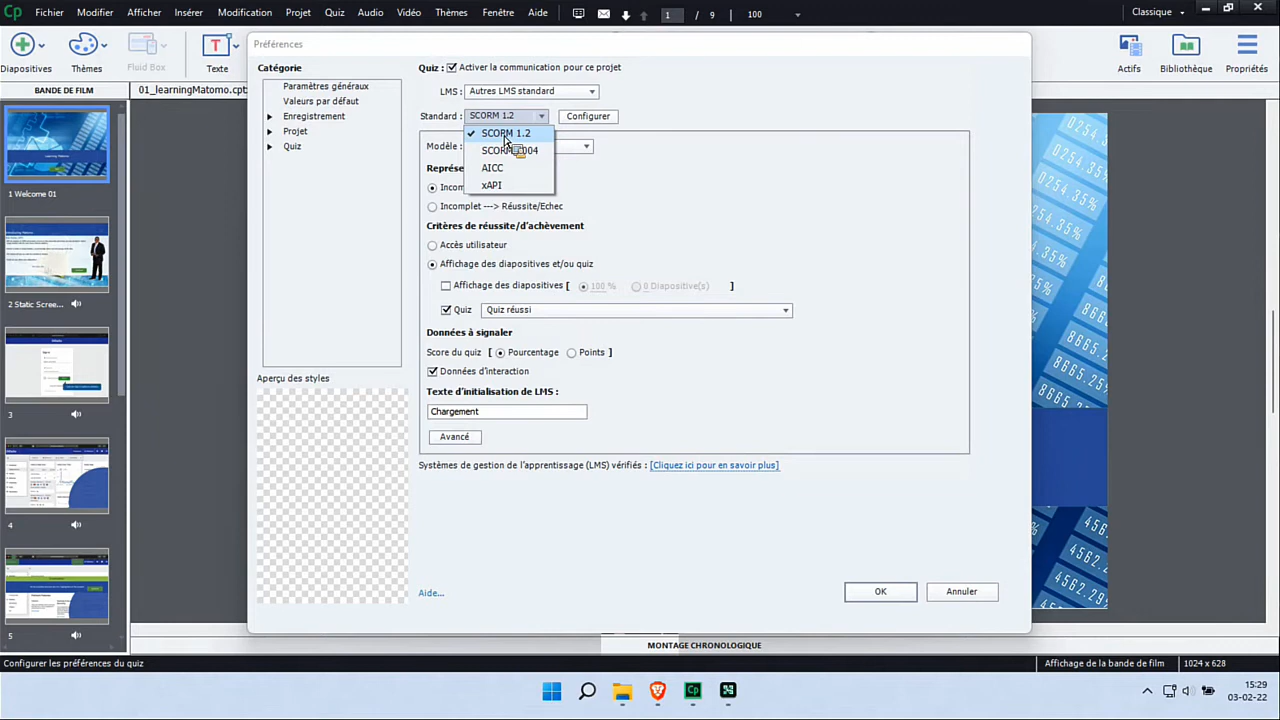 Cp Fichier Modifier Afficher Insérer Modification Projet Quiz Audio Vidéo Thèmes Fenêtre Aide 1 / 9 100 Classique
Diapositives Thèmes Fluid Box Texte Actifs Bibliothèque Propriétés
BANDE DE FILM 01_learningMatomo.cpt
Préférences
Catégorie
Paramètres généraux
Valeurs par défaut
Enregistrement
Projet
Quiz
Aperçu des styles
Quiz : Activer la communication pour ce projet
LMS : Autres LMS standard
Standard : SCORM 1.2 Configurer
SCORM 1.2
SCORM 2004
AICC
xAPI
Modèle :
Incomplet ---> Réussite/Echec
Critères de réussite/d'achèvement
Accès utilisateur
Affichage des diapositives et/ou quiz
Affichage des diapositives [ 100 % 0 Diapositive(s) ]
Quiz Quiz réussi
Données à signaler
Score du quiz [ Pourcentage Points ]
Données d'interaction
Texte d'initialisation de LMS :
Chargement
Avancé
Systèmes de gestion de l'apprentissage (LMS) vérifiés : [Cliquez ici pour en savoir plus]
Aide...
OK Annuler
1 Welcome 01
2 Static Scree...
3
4
5
MONTAGE CHRONOLOGIQUE
Configurer les préférences du quiz Affichage de la bande de film 1024 x 628
15:29
03-02-22